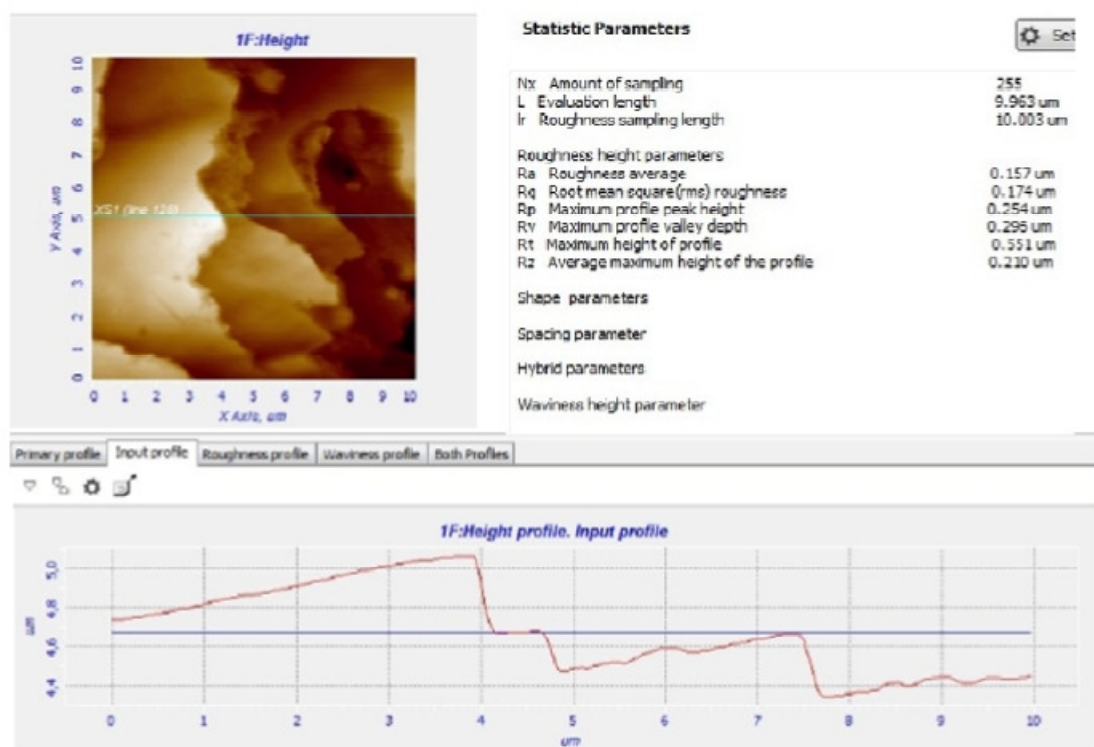 1F:Height
10
9
8
7
6
5
4
3
2
1
0
Y Axis, um
XS1 (line 128)
0 1 2 3 4 5 6 7 8 9 10
X Axis, um
Statistic Parameters
Set
Nx Amount of sampling 255
L Evaluation length 9.963 um
lr Roughness sampling length 10.003 um
Roughness height parameters
Ra Roughness average 0.157 um
Rq Root mean square(rms) roughness 0.174 um
Rp Maximum profile peak height 0.254 um
Rv Maximum profile valley depth 0.296 um
Rt Maximum height of profile 0.551 um
Rz Average maximum height of the profile 0.210 um
Shape parameters
Spacing parameter
Hybrid parameters
Waviness height parameter
Primary profile Input profile Roughness profile Waviness profile Both Profiles
1F:Height profile. Input profile
5,0
4,8
4,6
4,4
um
0 1 2 3 4 5 6 7 8 9 10
um